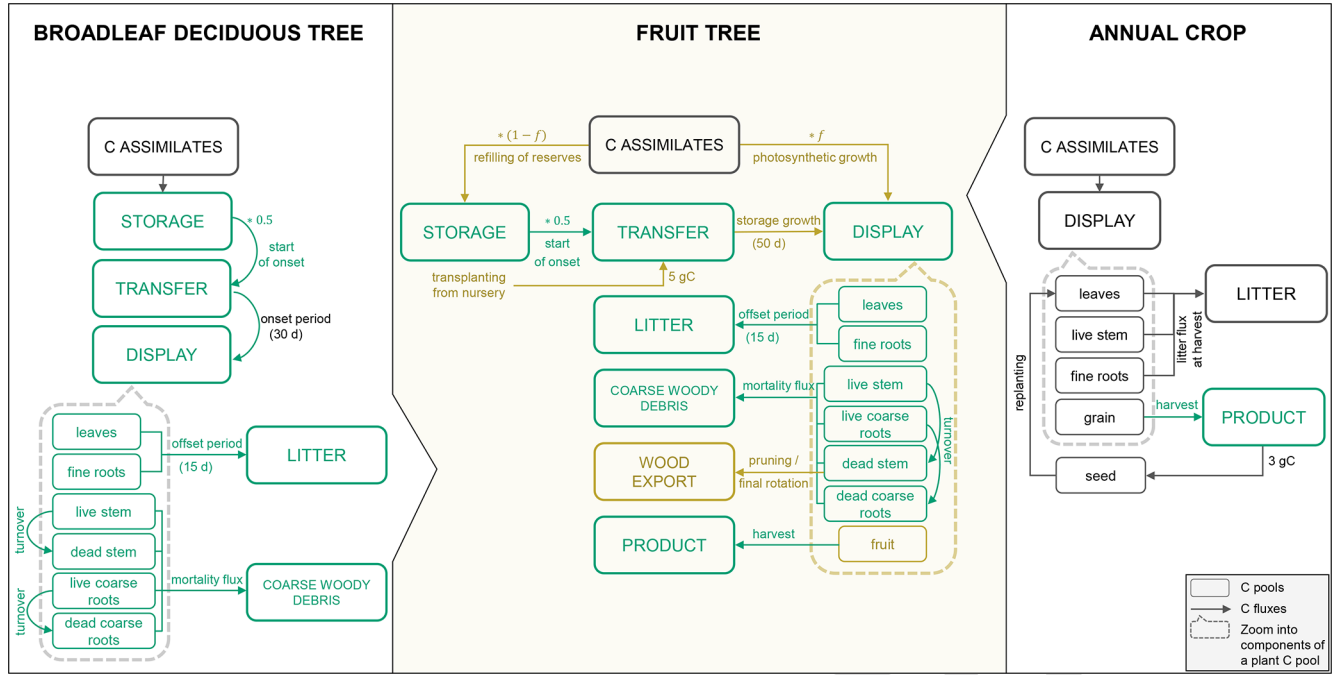 BROADLEAF DECIDUOUS TREE
C ASSIMILATES
STORAGE
* 0.5
start
of onset
TRANSFER
onset period
(30 d)
DISPLAY
leaves
fine roots
offset period
(15 d)
LITTER
live stem
dead stem
turnover
live coarse
roots
dead coarse
roots
turnover
mortality flux
COARSE WOODY
DEBRIS
FRUIT TREE
* (1 − f)
refilling of reserves
C ASSIMILATES
* f
photosynthetic growth
STORAGE
* 0.5
start
of onset
TRANSFER
storage growth
(50 d)
DISPLAY
transplanting
from nursery
5 gC
LITTER
offset period
(15 d)
leaves
fine roots
COARSE WOODY
DEBRIS
mortality flux
live stem
live coarse
roots
dead stem
dead coarse
roots
turnover
WOOD
EXPORT
pruning /
final rotation
PRODUCT
harvest
fruit
ANNUAL CROP
C ASSIMILATES
DISPLAY
leaves
live stem
fine roots
grain
litter flux
at harvest
LITTER
harvest
PRODUCT
3 gC
seed
replanting
C pools
C fluxes
Zoom into
components of
a plant C pool